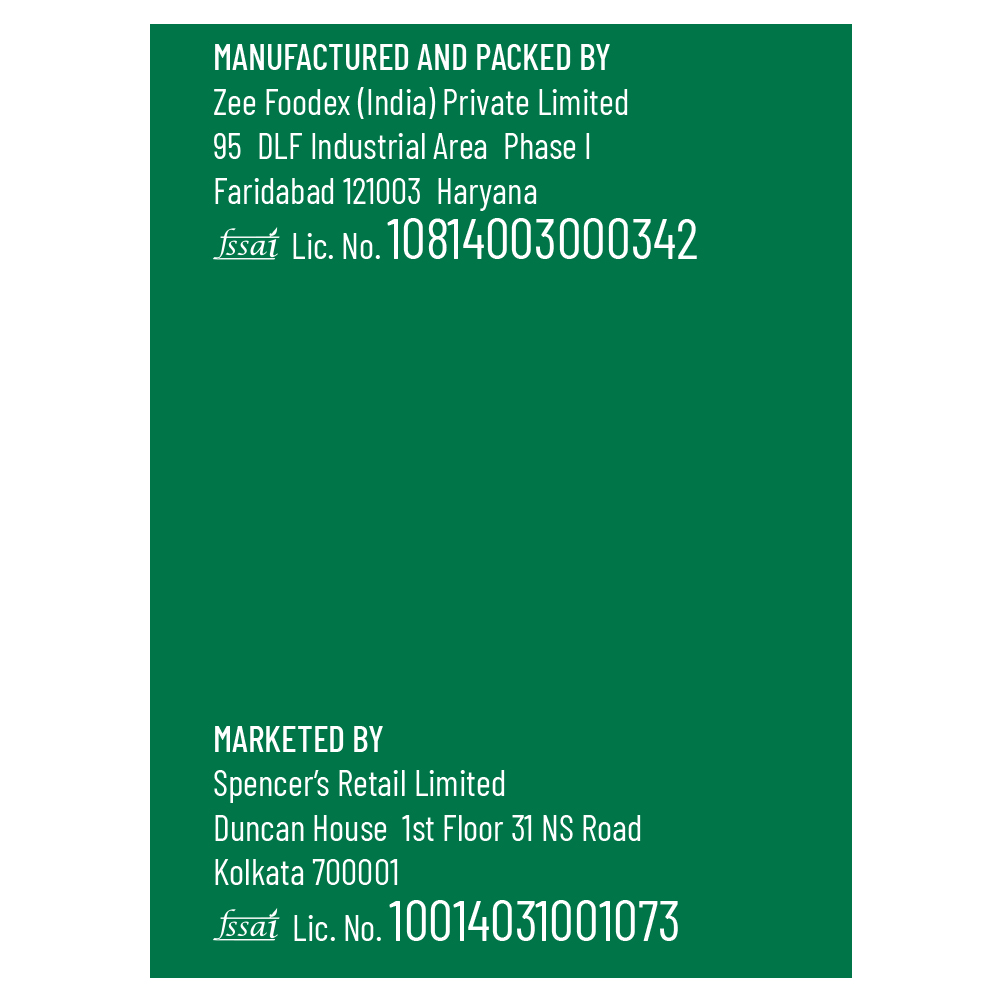 MANUFACTURED AND PACKED BY
Zee Foodex (India) Private Limited
95 DLF Industrial Area Phase I
Faridabad 121003 Haryana
fssai Lic. No. 10814003000342
MARKETED BY
Spencer’s Retail Limited
Duncan House 1st Floor 31 NS Road
Kolkata 700001
fssai Lic. No. 10014031001073